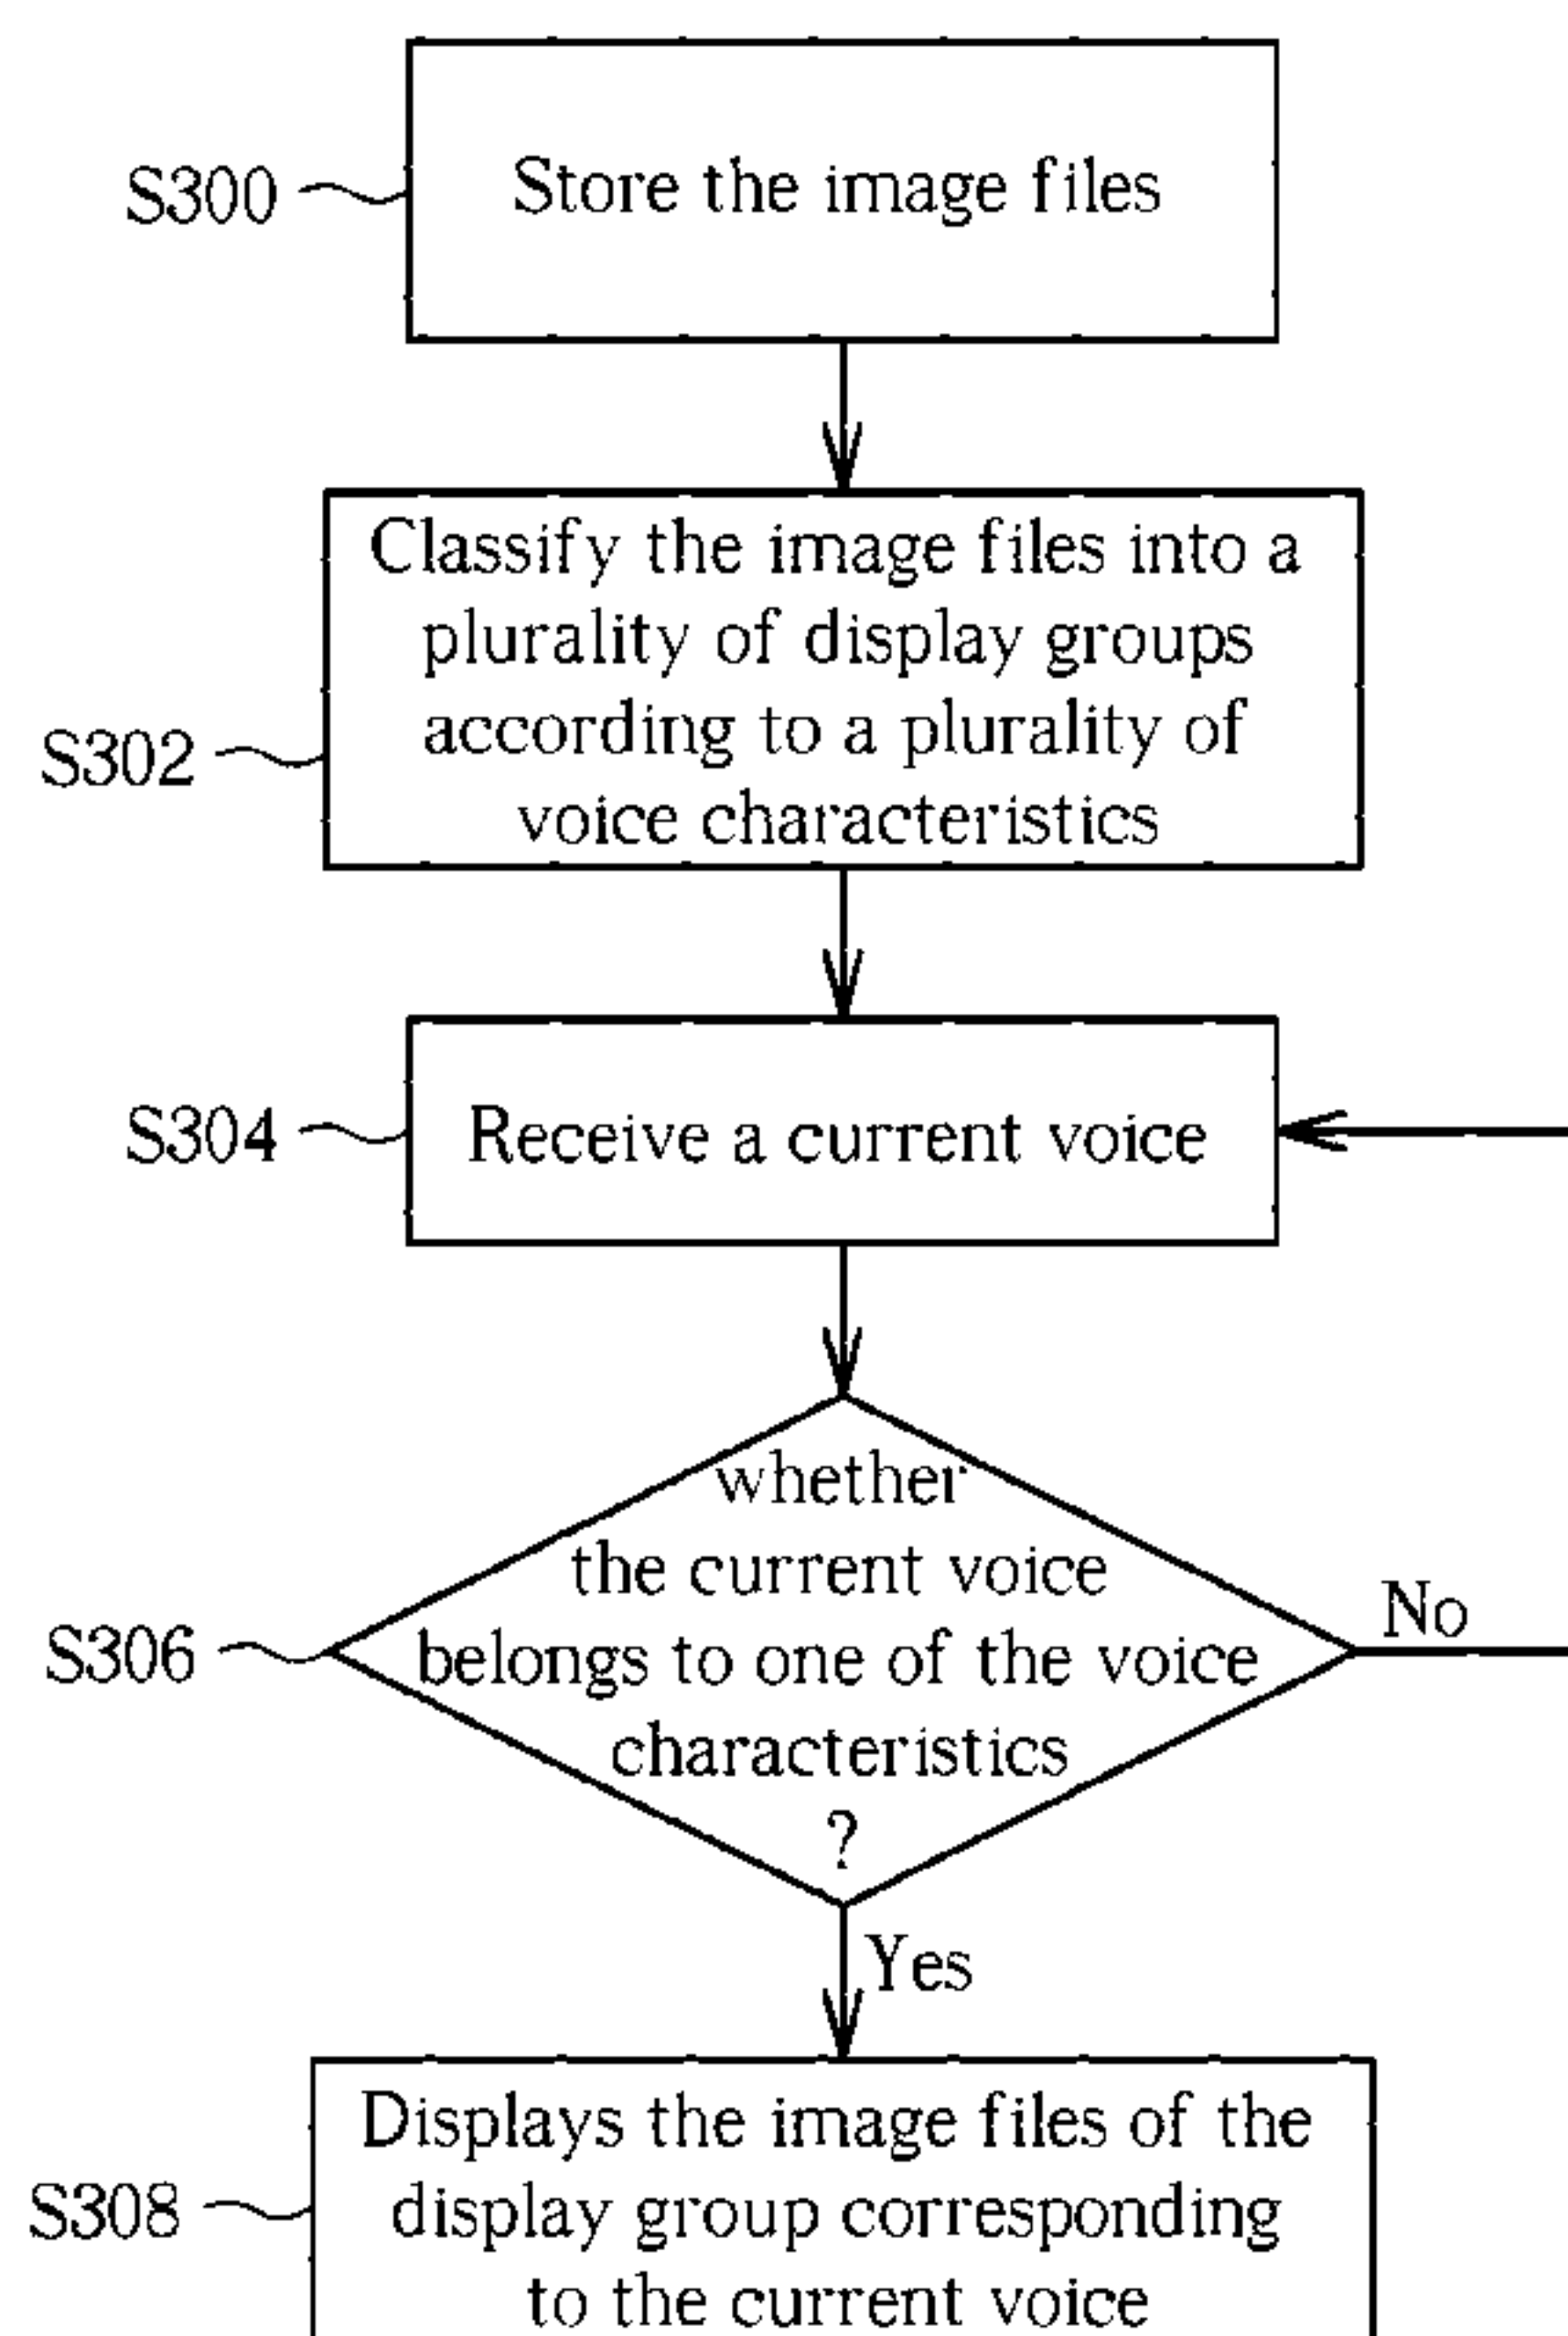 S300
Store the image files
S302
Classify the image files into a
plurality of display groups
according to a plurality of
voice characteristics
S304
Receive a current voice
S306
whether
the current voice
belongs to one of the voice
characteristics
?
No
Yes
S308
Displays the image files of the
display group corresponding
to the current voice